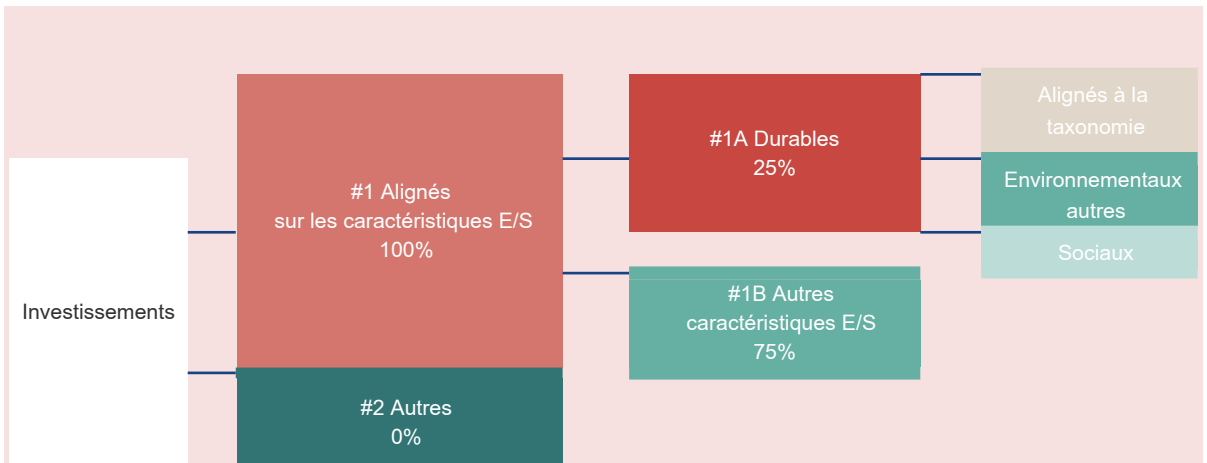 Investissements
#1 Alignés
sur les caractéristiques E/S
100%
#2 Autres
0%
#1A Durables
25%
#1B Autres
caractéristiques E/S
75%
Alignés à la
taxonomie
Environnementaux
autres
Sociaux